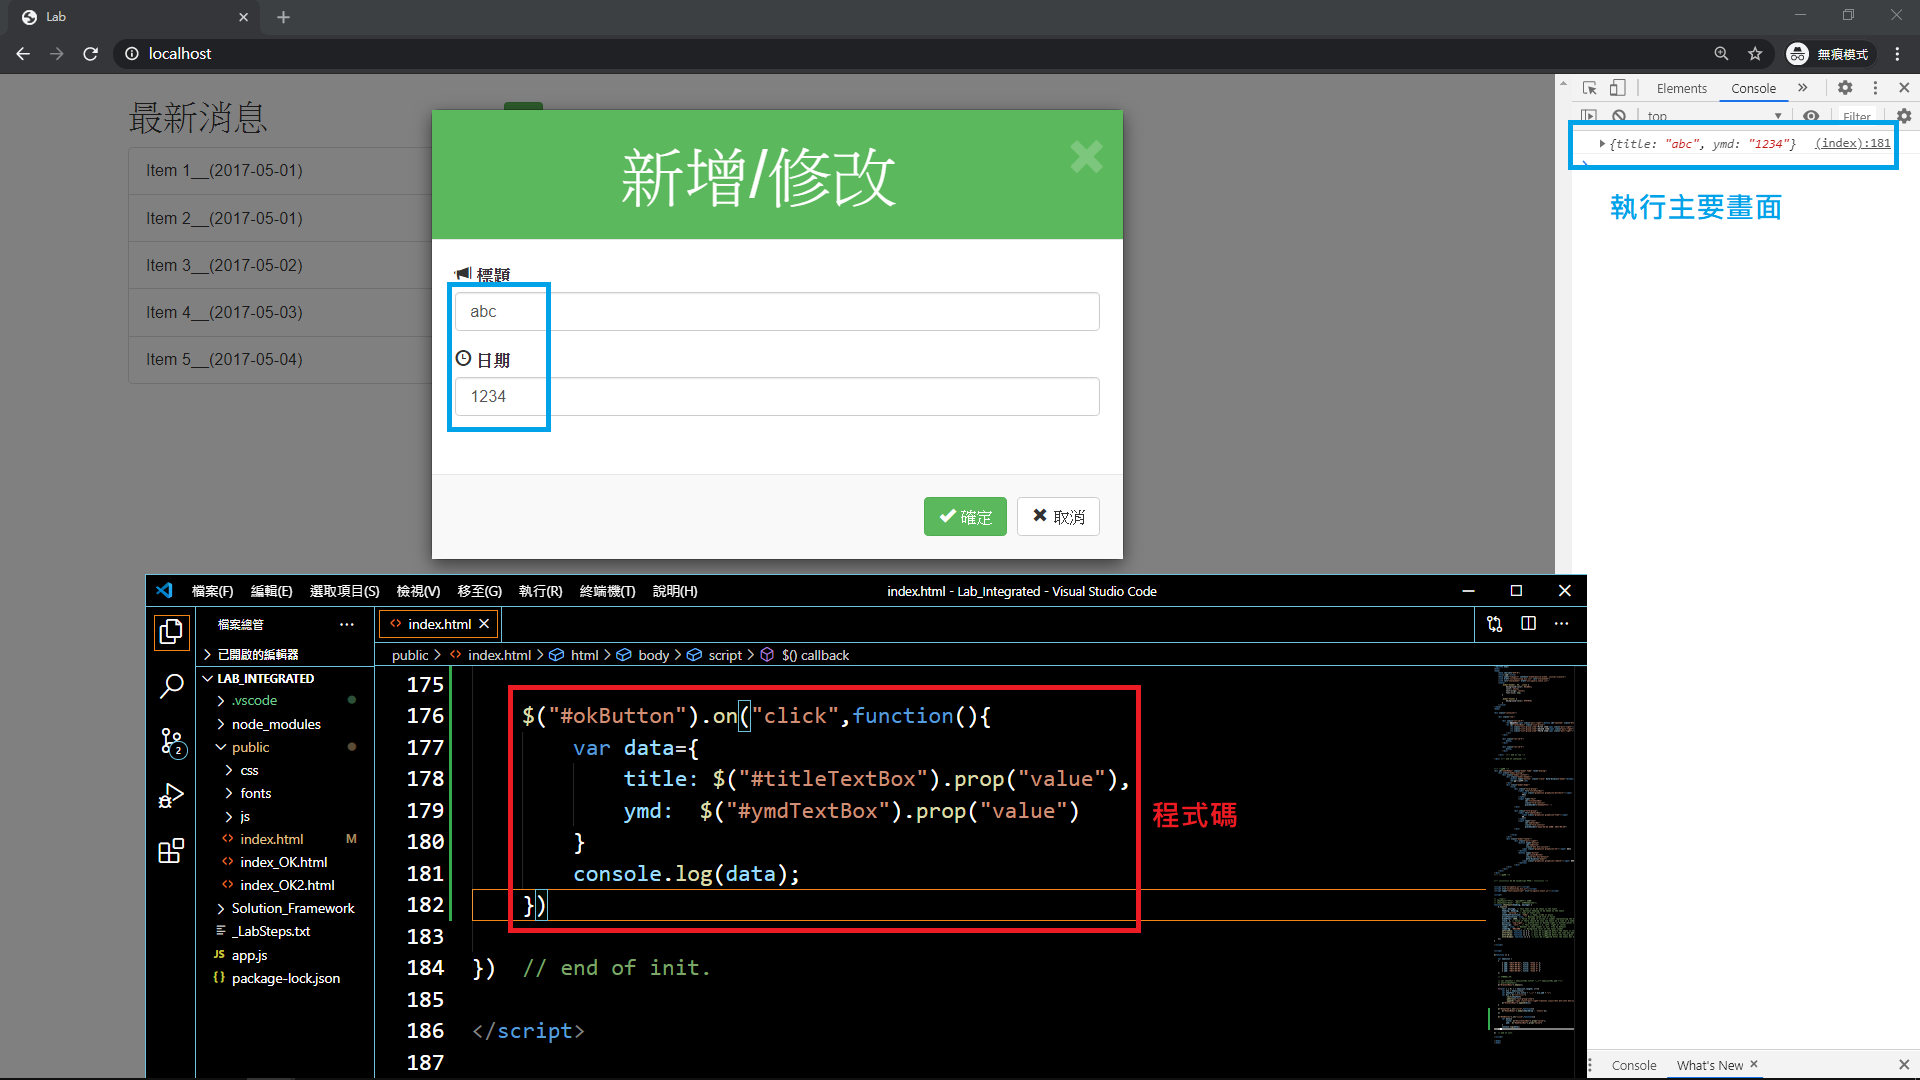 Lab
localhost
無痕模式
最新消息
Item 1__(2017-05-01)
Item 2__(2017-05-01)
Item 3__(2017-05-02)
Item 4__(2017-05-03)
Item 5__(2017-05-04)
新增/修改
標題
abc
日期
1234
確定
取消
Elements
Console
top
Filter
{title: "abc", ymd: "1234"}
(index):181
執行主要畫面
檔案(F) 編輯(E) 選取項目(S) 檢視(V) 移至(G) 執行(R) 終端機(T) 說明(H)
index.html - Lab_Integrated - Visual Studio Code
檔案總管
已開啟的編輯器
LAB_INTEGRATED
.vscode
node_modules
public
css
fonts
js
index.html M
index_OK.html
index_OK2.html
Solution_Framework
_LabSteps.txt
JS app.js
{} package-lock.json
2
index.html
public > index.html > html > body > script > $() callback
175
176 $("#okButton").on("click",function(){
177 var data={
178 title: $("#titleTextBox").prop("value"),
179 ymd: $("#ymdTextBox").prop("value")
180 }
181 console.log(data);
182 })
183
184 }) // end of init.
185
186 </script>
187
程式碼
Console
What's New